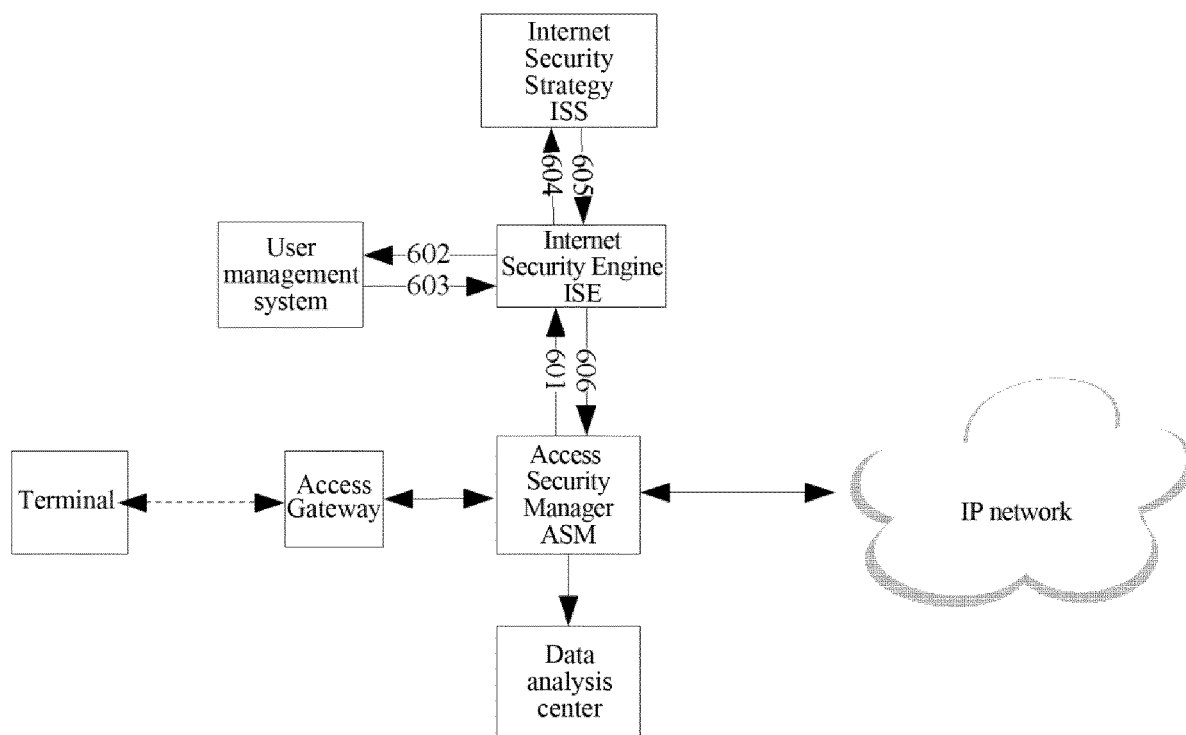 Internet
Security
Strategy
ISS
604
605
User
management
system
602
603
Internet
Security Engine
ISE
601
606
Terminal
Access
Gateway
Access
Security
Manager
ASM
IP network
Data
analysis
center